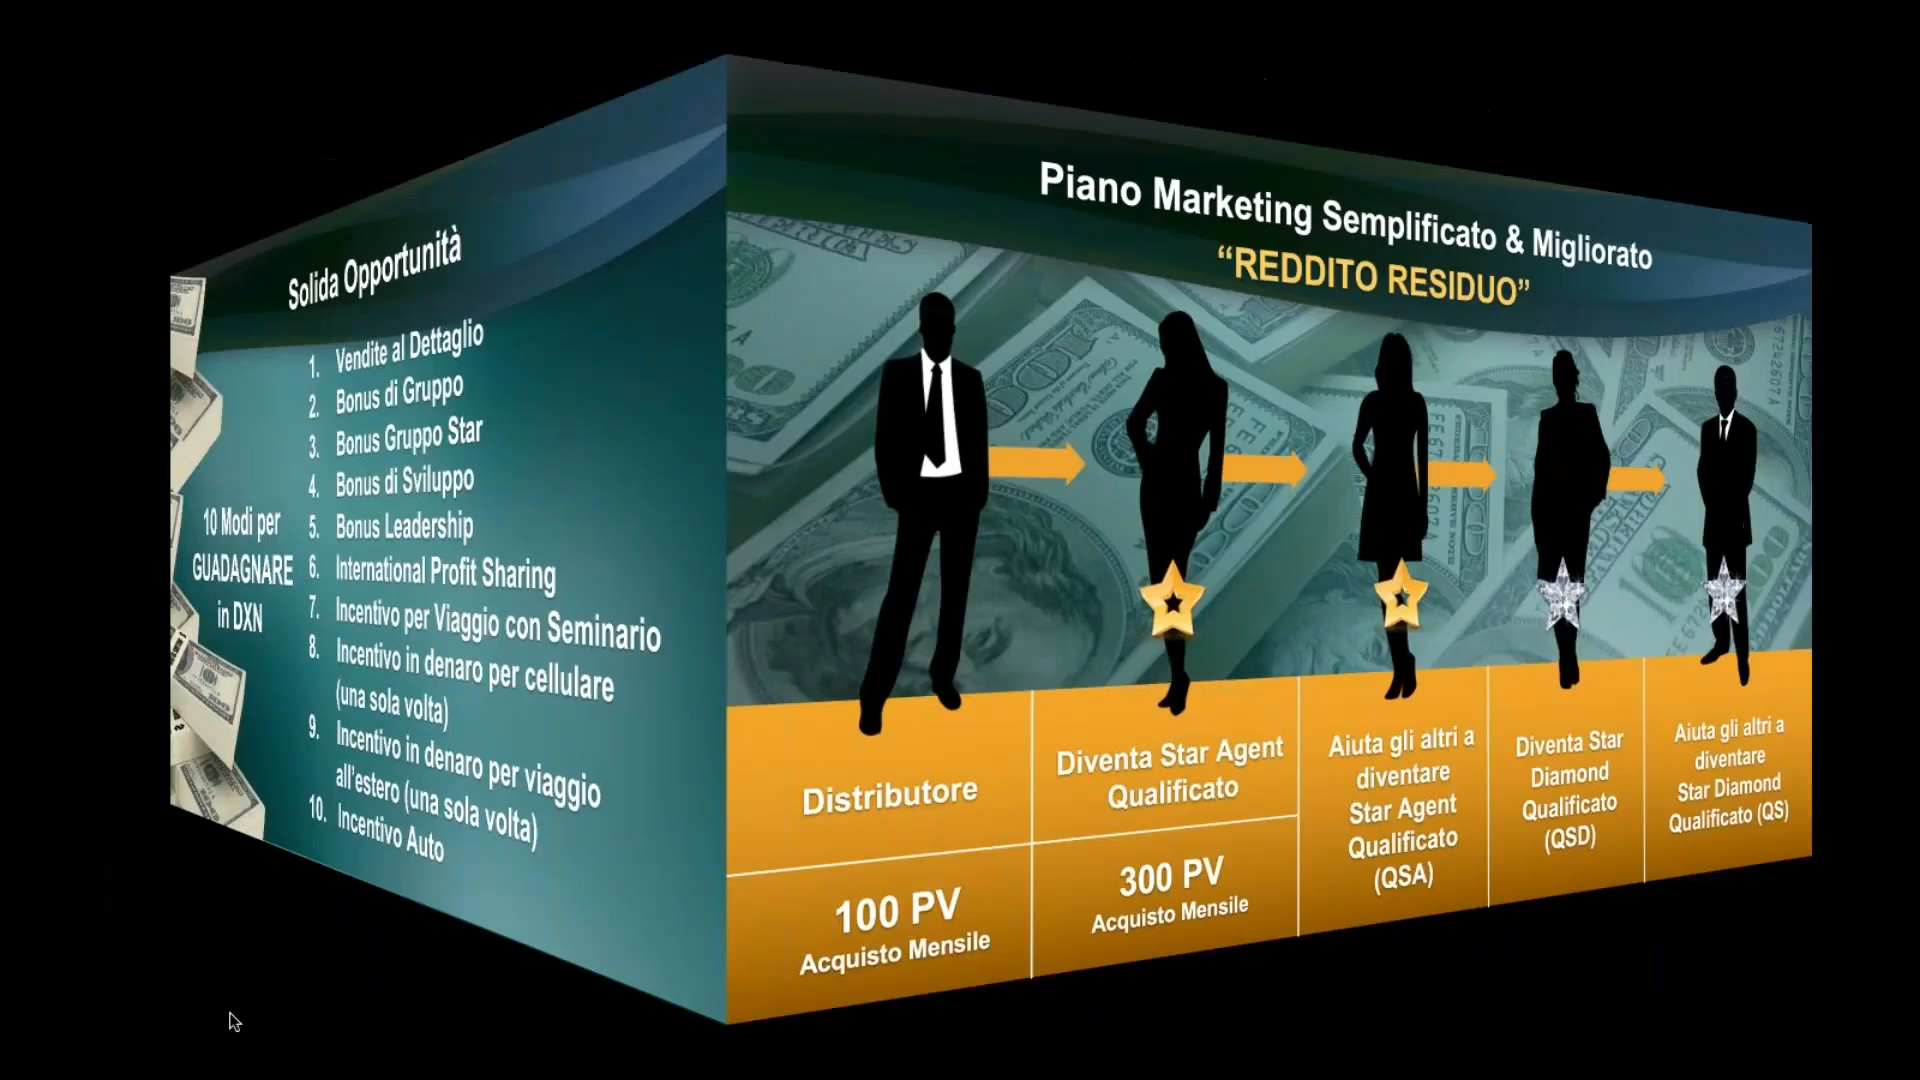 Solida Opportunità
10 Modi per
GUADAGNARE
in DXN
1. Vendite al Dettaglio
2. Bonus di Gruppo
3. Bonus Gruppo Star
4. Bonus di Sviluppo
5. Bonus Leadership
6. International Profit Sharing
7. Incentivo per Viaggio con Seminario
8. Incentivo in denaro per cellulare
(una sola volta)
9. Incentivo in denaro per viaggio
all'estero (una sola volta)
10. Incentivo Auto
Piano Marketing Semplificato & Migliorato
“REDDITO RESIDUO”
Distributore
100 PV
Acquisto Mensile
Diventa Star Agent
Qualificato
300 PV
Acquisto Mensile
Aiuta gli altri a
diventare
Star Agent
Qualificato
(QSA)
Diventa Star
Diamond
Qualificato
(QSD)
Aiuta gli altri a
diventare
Star Diamond
Qualificato (QS)